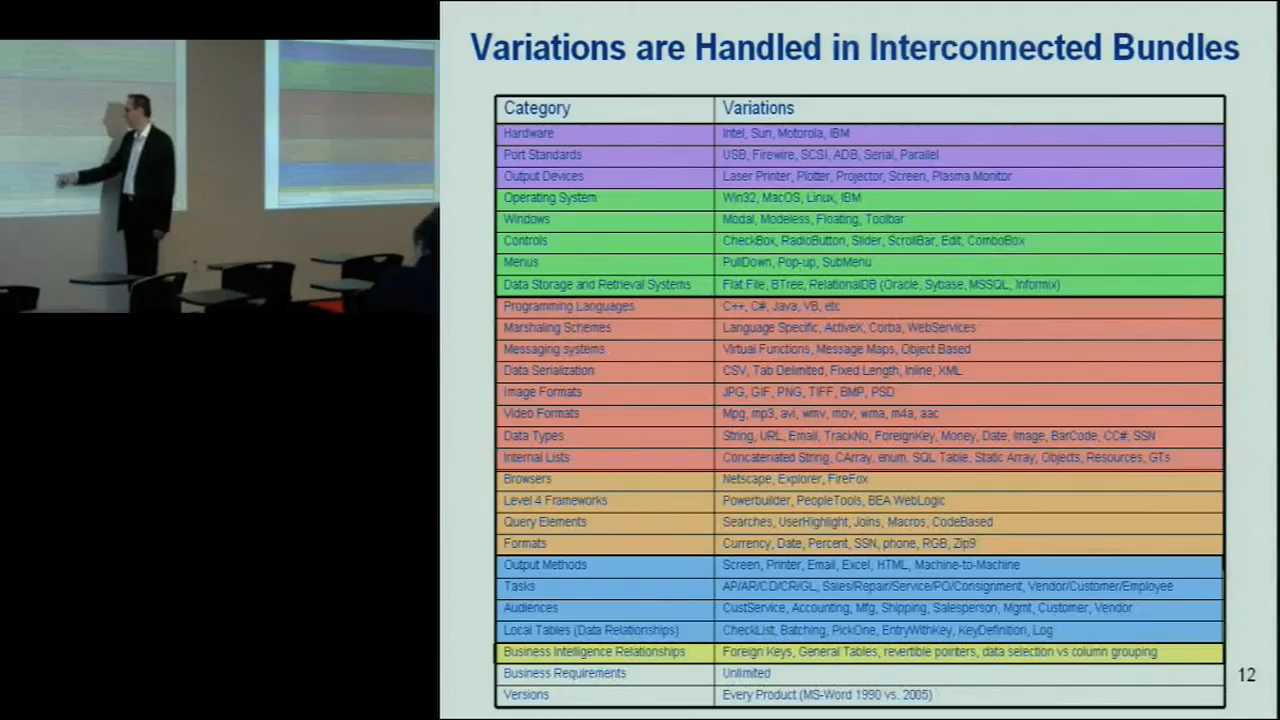 Variations are Handled in Interconnected Bundles
Category Variations
Hardware Intel, Sun, Motorola, IBM
Port Standards USB, Firewire, SCSI, ADB, Serial, Parallel
Output Devices Laser Printer, Plotter, Projector, Screen, Plasma Monitor
Operating System Win32, MacOS, Linux, IBM
Windows Modal, Modeless, Floating, Toolbar
Controls CheckBox, RadioButton, Slider, ScrollBar, Edit, ComboBox
Menus PullDown, Pop-up, SubMenu
Data Storage and Retrieval Systems Flat File, BTree, RelationalDB (Oracle, Sybase, MSSQL, Informix)
Programming Languages C++, C#, Java, VB, etc
Marshaling Schemes Language Specific, ActiveX, Corba, WebServices
Messaging systems Virtual Functions, Message Maps, Object Based
Data Serialization CSV, Tab Delimited, Fixed Length, Inline, XML
Image Formats JPG, GIF, PNG, TIFF, BMP, PSD
Video Formats Mpg, mp3, avi, wmv, mov, wma, m4a, aac
Data Types String, URL, Email, TrackNo, ForeignKey, Money, Date, Image, BarCode, CC#, SSN
Internal Lists Concatenated String, CArray, enum, SQL Table, Static Array, Objects, Resources, GTs
Browsers Netscape, Explorer, FireFox
Level 4 Frameworks Powerbuilder, PeopleTools, BEA WebLogic
Query Elements Searches, UserHighlight, Joins, Macros, CodeBased
Formats Currency, Date, Percent, SSN, phone, RGB, Zip9
Output Methods Screen, Printer, Email, Excel, HTML, Machine-to-Machine
Tasks AP/AR/CD/CR/GL, Sales/Repair/Service/PO/Consignment, Vendor/Customer/Employee
Audiences CustService, Accounting, Mfg, Shipping, Salesperson, Mgmt, Customer, Vendor
Local Tables (Data Relationships) CheckList, Batching, PickOne, EntryWithKey, KeyDefinition, Log
Business Intelligence Relationships Foreign Keys, General Tables, revertible pointers, data selection vs column grouping
Business Requirements Unlimited
Versions Every Product (MS-Word 1990 vs. 2005)
12